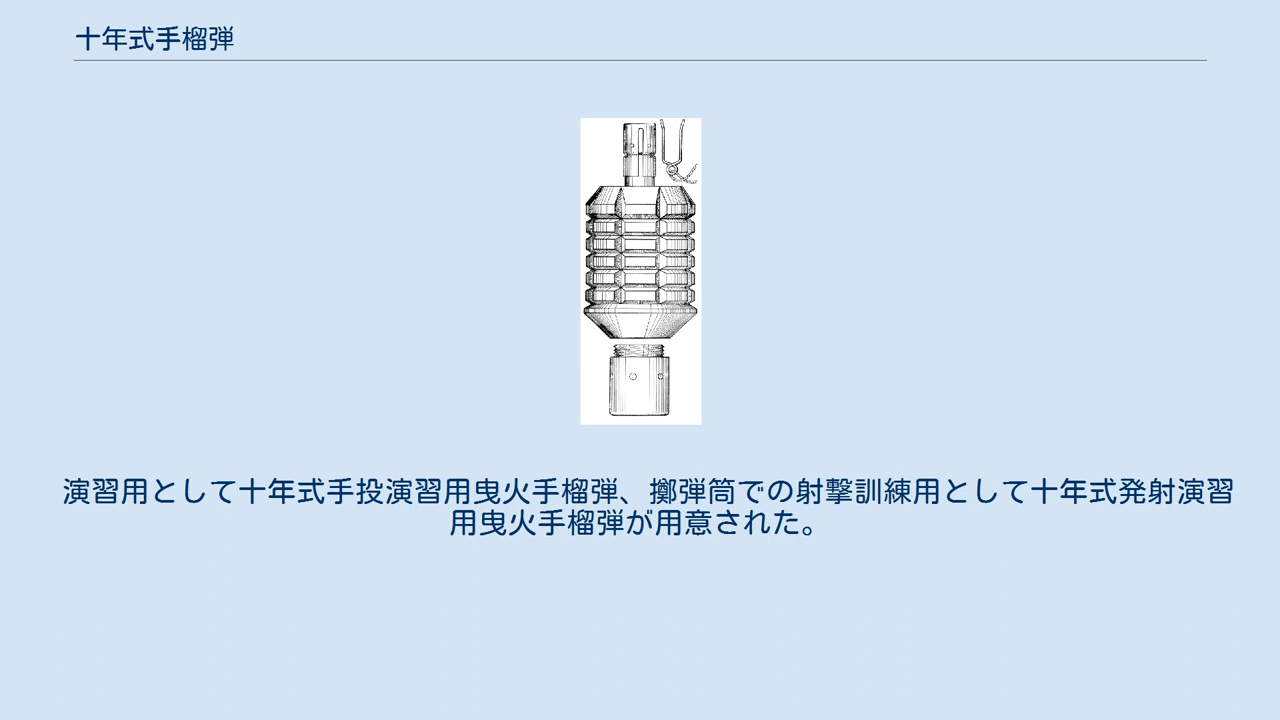 十年式手榴弾
演習用として十年式手投演習用曳火手榴弾、擲弾筒での射撃訓練用として十年式発射演習
用曳火手榴弾が用意された。